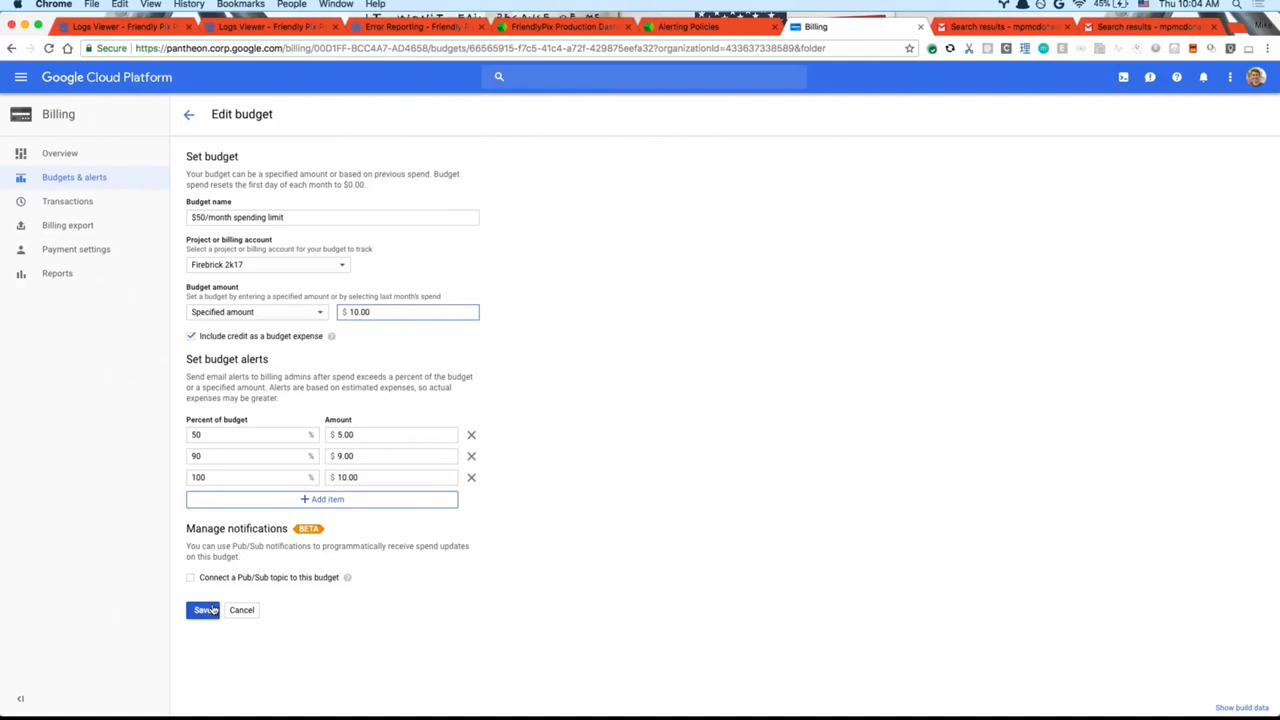 Chrome File Edit View History Bookmarks People Window Help
45% Thu 10:04 AM
Logs Viewer - Friendly Pix
Logs Viewer - Friendly Pix R
Error Reporting - Friendly P
FriendlyPix Production Das
Alerting Policies
Billing
Search results - mpmcdona
Search results - mpmcdon
Secure https://pantheon.corp.google.com/billing/00D1FF-BCC4A7-AD4658/budgets/66565915-f7c5-41c4-a72f-429875eefa32?organizationId=433637338589&folder
Google Cloud Platform
Billing
Edit budget
Overview
Budgets & alerts
Transactions
Billing export
Payment settings
Reports
Set budget
Your budget can be a specified amount or based on previous spend. Budget
spend resets the first day of each month to $0.00.
Budget name
$50/month spending limit
Project or billing account
Select a project or billing account for your budget to track
Firebrick 2k17
Budget amount
Set a budget by entering a specified amount or by selecting last month's spend
Specified amount $ 10.00
Include credit as a budget expense
Set budget alerts
Send email alerts to billing admins after spend exceeds a percent of the budget
or a specified amount. Alerts are based on estimated expenses, so actual
expenses may be greater.
Percent of budget Amount
50 % $ 5.00
90 % $ 9.00
100 % $ 10.00
+ Add item
Manage notifications BETA
You can use Pub/Sub notifications to programmatically receive spend updates
on this budget.
Connect a Pub/Sub topic to this budget
Save Cancel
Show build data